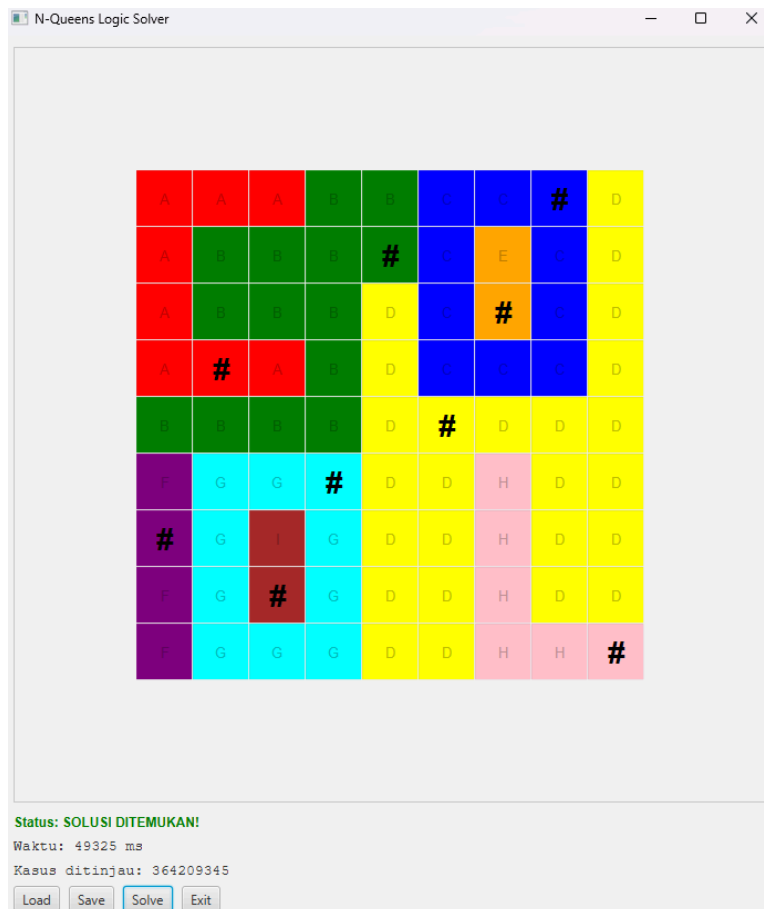 N-Queens Logic Solver
A A A B B C C # D
A B B B # C E C D
A B B B D C # C D
A # A B D C C C D
B B B B D # D D D
F G G # D D H D D
# G I G D D H D D
F G # G D D H D D
F G G G D D H H #
Status: SOLUSI DITEMUKAN!
Waktu: 49325 ms
Kasus ditinjau: 364209345
Load Save Solve Exit